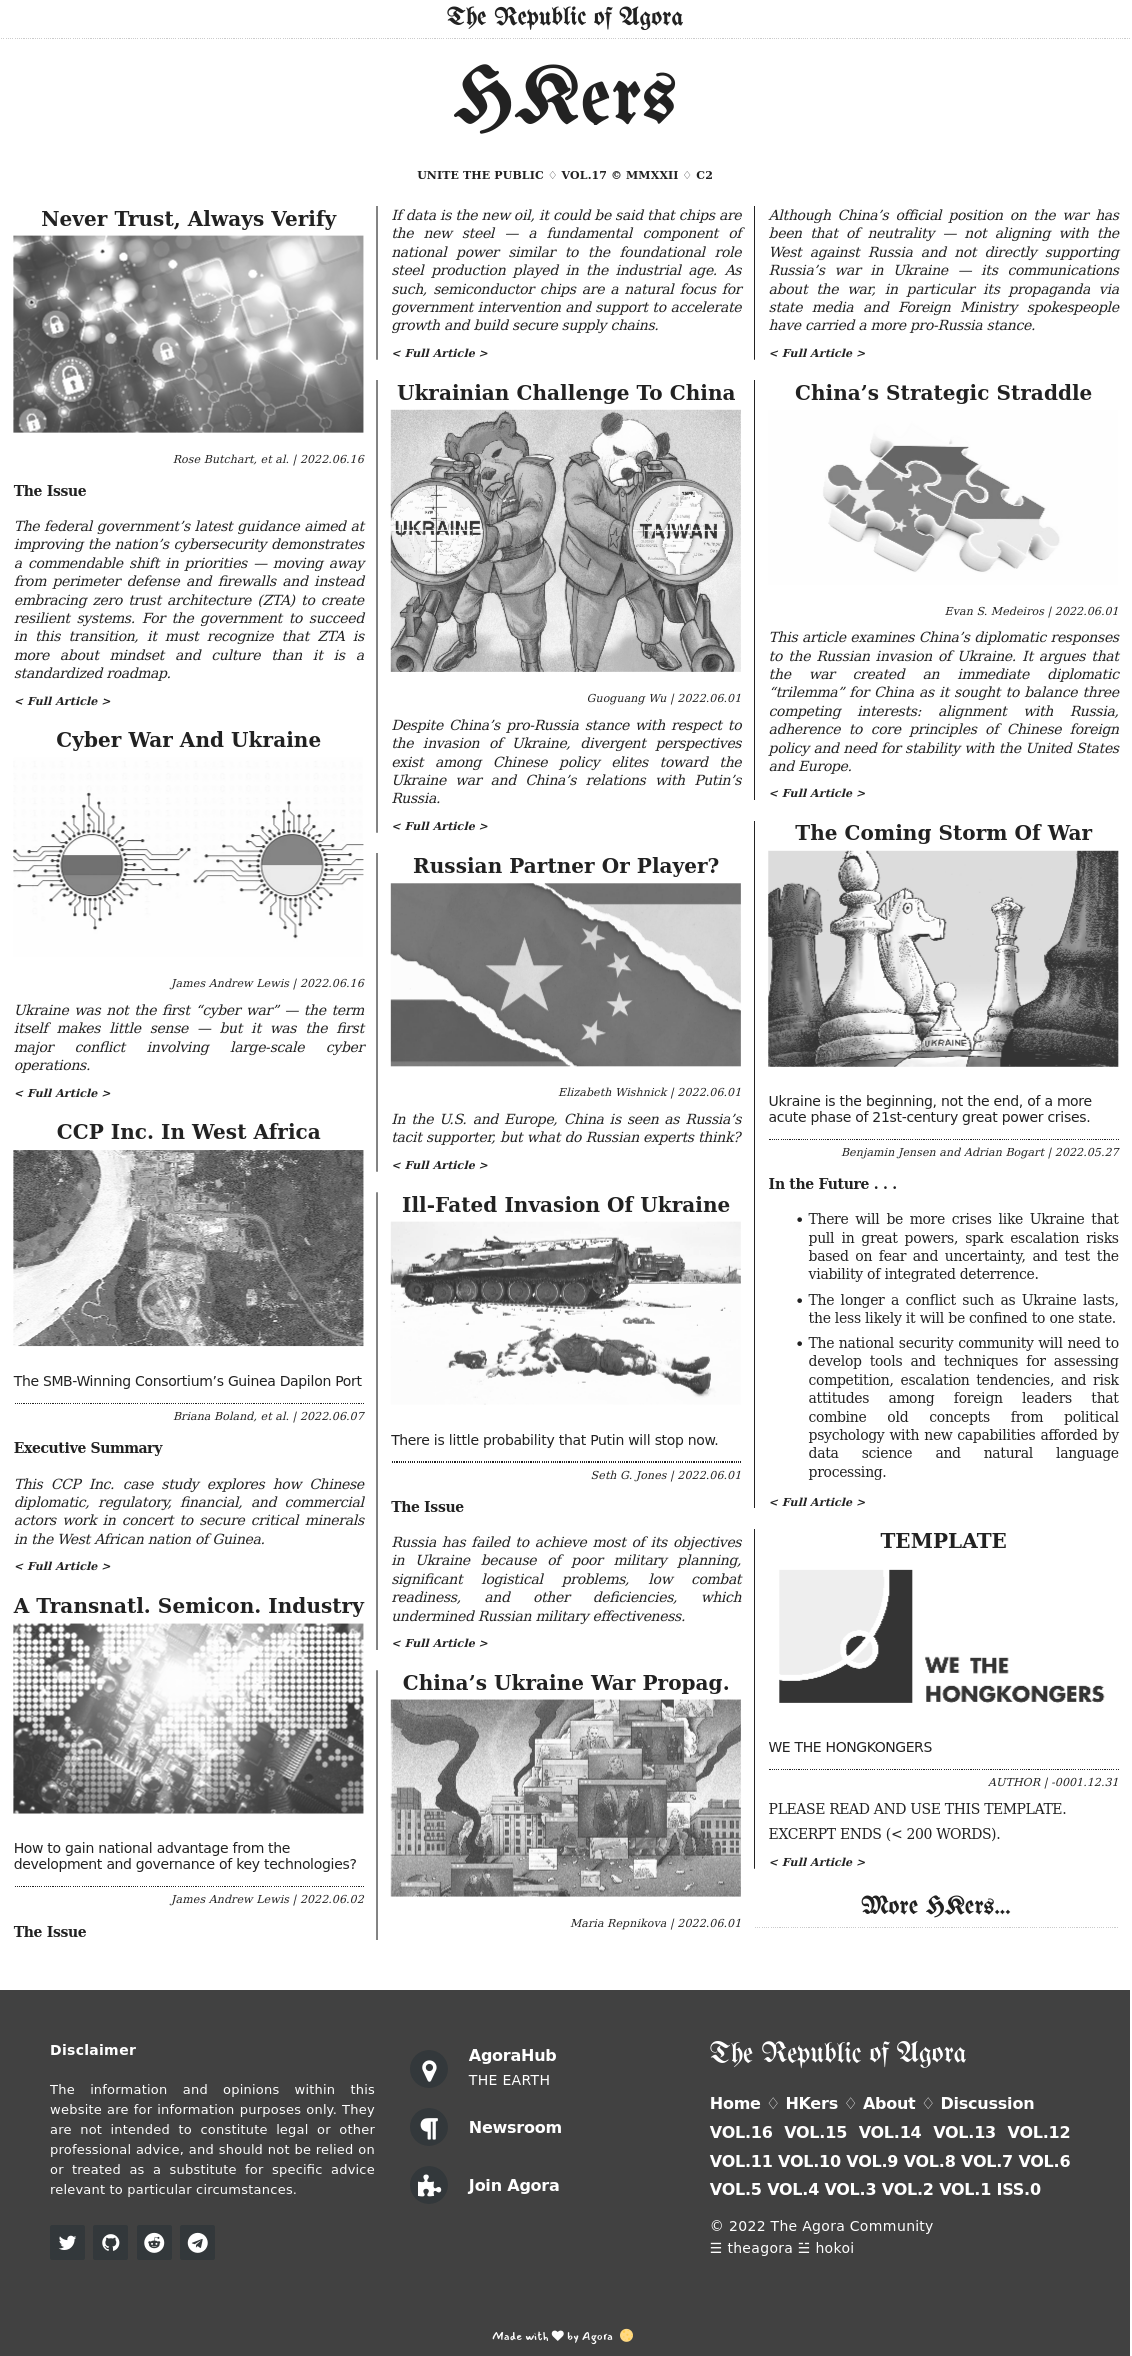 The Republic of Agora
HKers
UNITE THE PUBLIC ♢ VOL.17 © MMXXII ♢ C2
Never Trust, Always Verify
Rose Butchart, et al. | 2022.06.16
The Issue
The federal government’s latest guidance aimed at
improving the nation’s cybersecurity demonstrates
a commendable shift in priorities — moving away
from perimeter defense and firewalls and instead
embracing zero trust architecture (ZTA) to create
resilient systems. For the government to succeed
in this transition, it must recognize that ZTA is
more about mindset and culture than it is a
standardized roadmap.
< Full Article >
Cyber War And Ukraine
James Andrew Lewis | 2022.06.16
Ukraine was not the first “cyber war” — the term
itself makes little sense — but it was the first
major conflict involving large-scale cyber
operations.
< Full Article >
CCP Inc. In West Africa
The SMB-Winning Consortium’s Guinea Dapilon Port
Briana Boland, et al. | 2022.06.07
Executive Summary
This CCP Inc. case study explores how Chinese
diplomatic, regulatory, financial, and commercial
actors work in concert to secure critical minerals
in the West African nation of Guinea.
< Full Article >
A Transnatl. Semicon. Industry
How to gain national advantage from the
development and governance of key technologies?
James Andrew Lewis | 2022.06.02
The Issue
If data is the new oil, it could be said that chips are
the new steel — a fundamental component of
national power similar to the foundational role
steel production played in the industrial age. As
such, semiconductor chips are a natural focus for
government intervention and support to accelerate
growth and build secure supply chains.
< Full Article >
Ukrainian Challenge To China
UKRAINE
TAIWAN
Guoguang Wu | 2022.06.01
Despite China’s pro-Russia stance with respect to
the invasion of Ukraine, divergent perspectives
exist among Chinese policy elites toward the
Ukraine war and China’s relations with Putin’s
Russia.
< Full Article >
Russian Partner Or Player?
Elizabeth Wishnick | 2022.06.01
In the U.S. and Europe, China is seen as Russia’s
tacit supporter, but what do Russian experts think?
< Full Article >
Ill-Fated Invasion Of Ukraine
There is little probability that Putin will stop now.
Seth G. Jones | 2022.06.01
The Issue
Russia has failed to achieve most of its objectives
in Ukraine because of poor military planning,
significant logistical problems, low combat
readiness, and other deficiencies, which
undermined Russian military effectiveness.
< Full Article >
China’s Ukraine War Propag.
Maria Repnikova | 2022.06.01
Although China’s official position on the war has
been that of neutrality — not aligning with the
West against Russia and not directly supporting
Russia’s war in Ukraine — its communications
about the war, in particular its propaganda via
state media and Foreign Ministry spokespeople
have carried a more pro-Russia stance.
< Full Article >
China’s Strategic Straddle
Evan S. Medeiros | 2022.06.01
This article examines China’s diplomatic responses
to the Russian invasion of Ukraine. It argues that
the war created an immediate diplomatic
“trilemma” for China as it sought to balance three
competing interests: alignment with Russia,
adherence to core principles of Chinese foreign
policy and need for stability with the United States
and Europe.
< Full Article >
The Coming Storm Of War
UKRAINE
Ukraine is the beginning, not the end, of a more
acute phase of 21st-century great power crises.
Benjamin Jensen and Adrian Bogart | 2022.05.27
In the Future . . .
• There will be more crises like Ukraine that
pull in great powers, spark escalation risks
based on fear and uncertainty, and test the
viability of integrated deterrence.
• The longer a conflict such as Ukraine lasts,
the less likely it will be confined to one state.
• The national security community will need to
develop tools and techniques for assessing
competition, escalation tendencies, and risk
attitudes among foreign leaders that
combine old concepts from political
psychology with new capabilities afforded by
data science and natural language
processing.
< Full Article >
TEMPLATE
WE THE
HONGKONGERS
WE THE HONGKONGERS
AUTHOR | -0001.12.31
PLEASE READ AND USE THIS TEMPLATE.
EXCERPT ENDS (< 200 WORDS).
< Full Article >
More HKers...
Disclaimer
The information and opinions within this
website are for information purposes only. They
are not intended to constitute legal or other
professional advice, and should not be relied on
or treated as a substitute for specific advice
relevant to particular circumstances.
AgoraHub
THE EARTH
Newsroom
Join Agora
The Republic of Agora
Home ♢ HKers ♢ About ♢ Discussion
VOL.16 VOL.15 VOL.14 VOL.13 VOL.12
VOL.11 VOL.10 VOL.9 VOL.8 VOL.7 VOL.6
VOL.5 VOL.4 VOL.3 VOL.2 VOL.1 ISS.0
© 2022 The Agora Community
☰ theagora ☱ hokoi
Made with ♥ by Agora